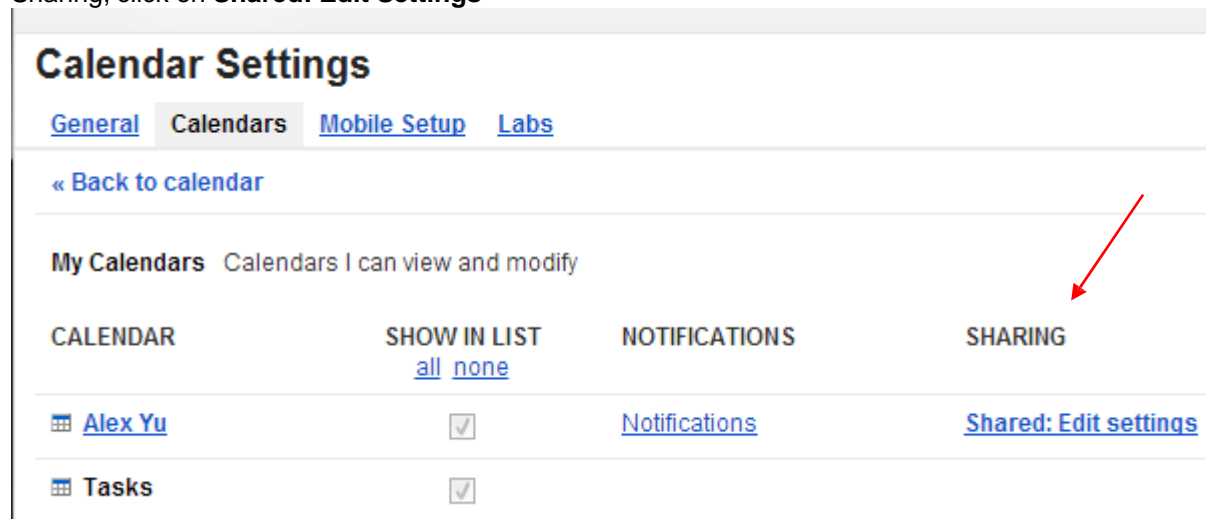 Sharing, click on Shared: Edit Settings
Calendar Settings
General Calendars Mobile Setup Labs
« Back to calendar
My Calendars Calendars I can view and modify
CALENDAR SHOW IN LIST NOTIFICATIONS SHARING
all none
Alex Yu Notifications Shared: Edit settings
Tasks